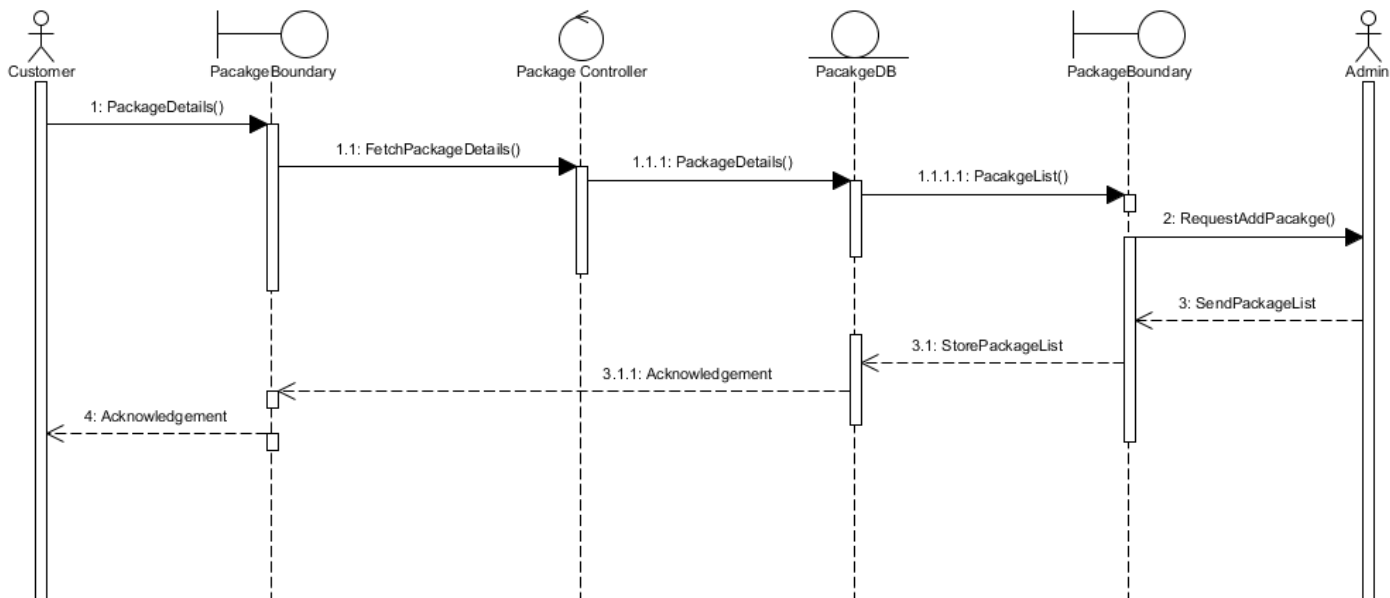 Customer
PacakgeBoundary
Package Controller
PacakgeDB
PackageBoundary
Admin
1: PackageDetails()
1.1: FetchPackageDetails()
1.1.1: PackageDetails()
1.1.1.1: PacakgeList()
2: RequestAddPacakge()
3: SendPackageList
3.1: StorePackageList
3.1.1: Acknowledgement
4: Acknowledgement